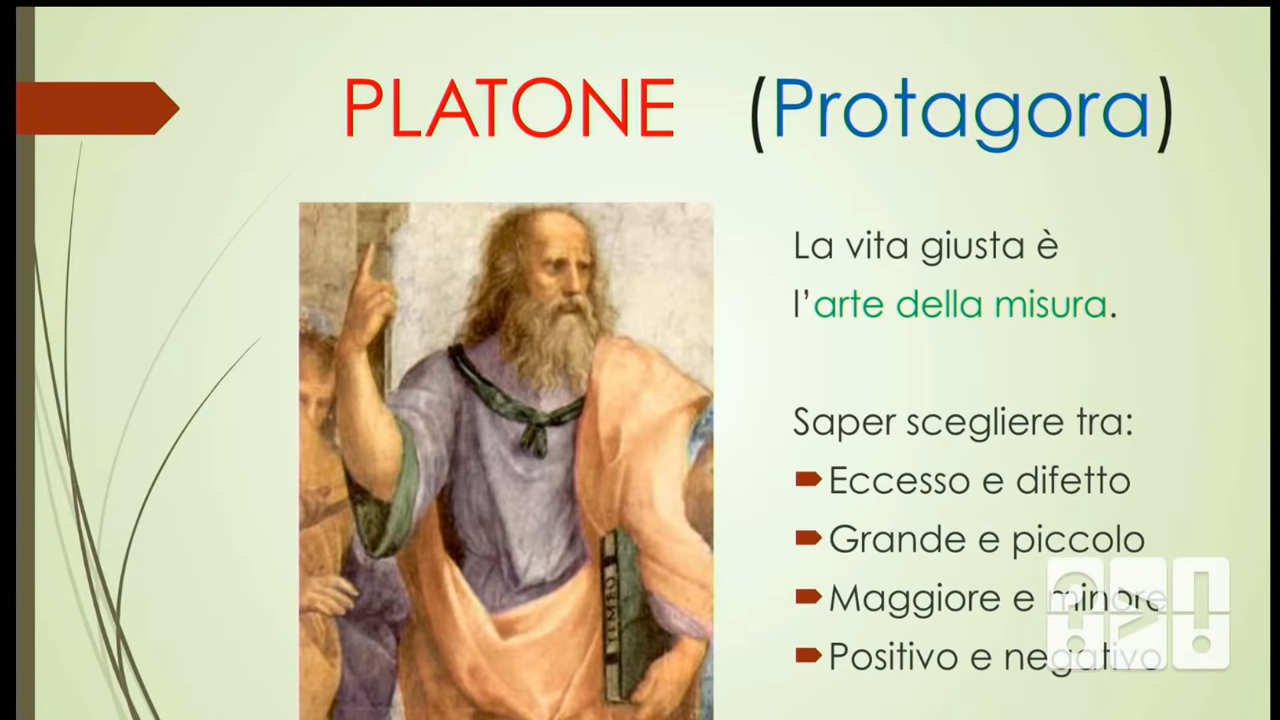 PLATONE (Protagora)
La vita giusta è
l’arte della misura.
Saper scegliere tra:
Eccesso e difetto
Grande e piccolo
Maggiore e minore
Positivo e negativo
TIMEO
? > !